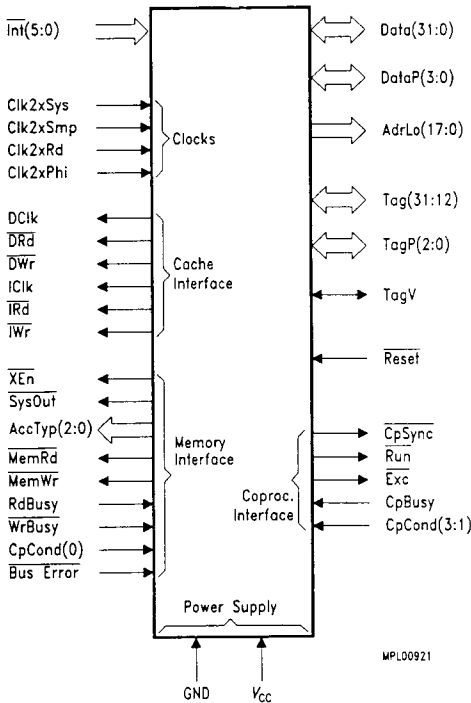 Int(5:0)
Clk2xSys
Clk2xSmp
Clk2xRd
Clk2xPhi
Clocks
DClk
DRd
DWr
IClk
IRd
IWr
Cache
Interface
XEn
SysOut
AccTyp(2:0)
MemRd
MemWr
RdBusy
WrBusy
CpCond(0)
Bus Error
Memory
Interface
Data(31:0)
DataP(3:0)
AdrLo(17:0)
Tag(31:12)
TagP(2:0)
TagV
Reset
CpSync
Run
Exc
CpBusy
CpCond(3:1)
Coproc.
Interface
Power Supply
GND
VCC
MPL00921